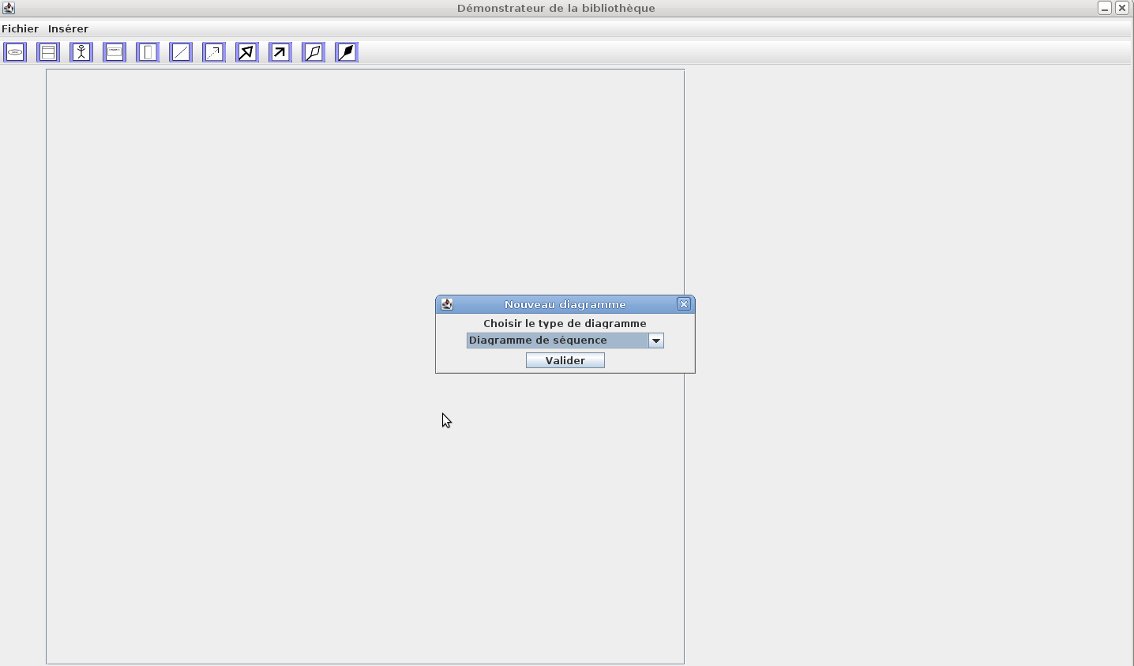 Démonstrateur de la bibliothèque
Fichier Insérer
Nouveau diagramme
Choisir le type de diagramme
Diagramme de séquence
Valider